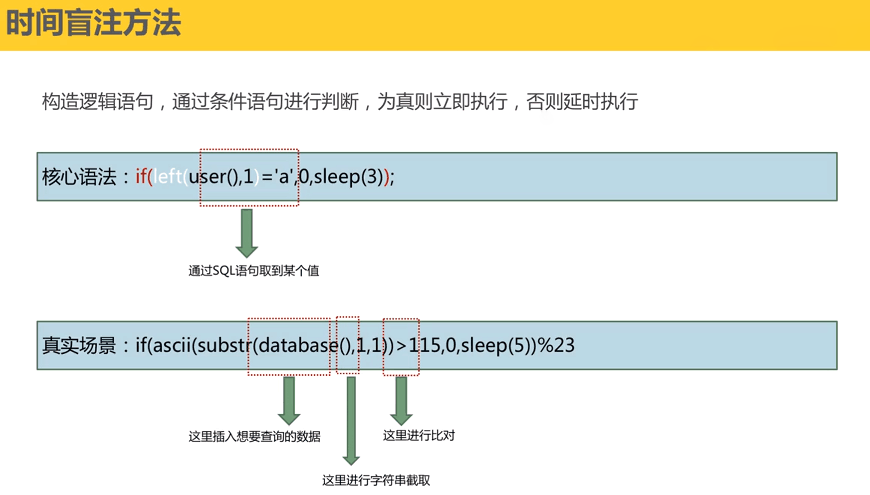 时间盲注方法
构造逻辑语句，通过条件语句进行判断，为真则立即执行，否则延时执行
核心语法：if(left(user(),1)='a',0,sleep(3));
通过SQL语句取到某个值
真实场景：if(ascii(substr(database(),1,1))>115,0,sleep(5))%23
这里插入想要查询的数据
这里进行比对
这里进行字符串截取